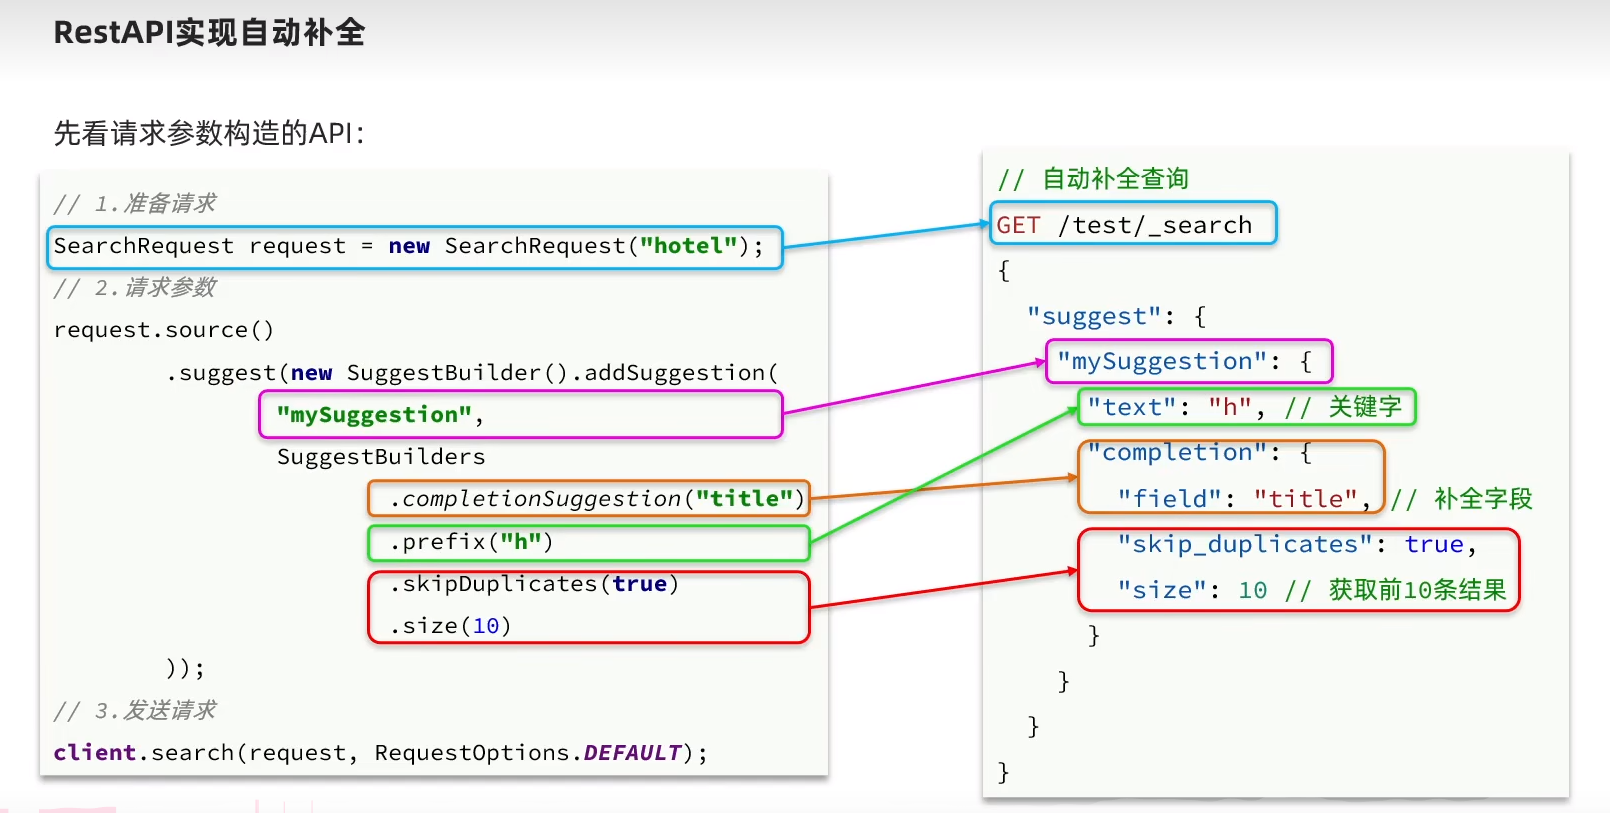 RestAPI实现自动补全
先看请求参数构造的API：
// 1.准备请求
SearchRequest request = new SearchRequest("hotel");
// 2.请求参数
request.source()
.suggest(new SuggestBuilder().addSuggestion(
"mySuggestion",
SuggestBuilders
.completionSuggestion("title")
.prefix("h")
.skipDuplicates(true)
.size(10)
));
// 3.发送请求
client.search(request, RequestOptions.DEFAULT);
// 自动补全查询
GET /test/_search
{
"suggest": {
"mySuggestion": {
"text": "h", // 关键字
"completion": {
"field": "title", // 补全字段
"skip_duplicates": true,
"size": 10 // 获取前10条结果
}
}
}
}